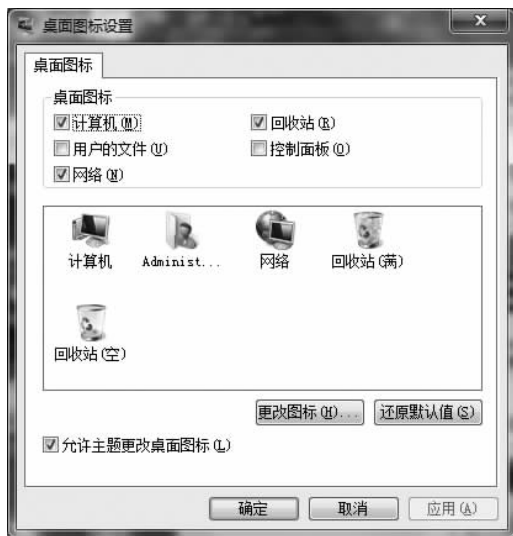 桌面图标设置
桌面图标
桌面图标
计算机(M) 回收站(R)
用户的文件(U) 控制面板(O)
网络(N)
计算机 Administ... 网络 回收站(满)
回收站(空)
更改图标(H)... 还原默认值(S)
允许主题更改桌面图标(L)
确定 取消 应用(A)